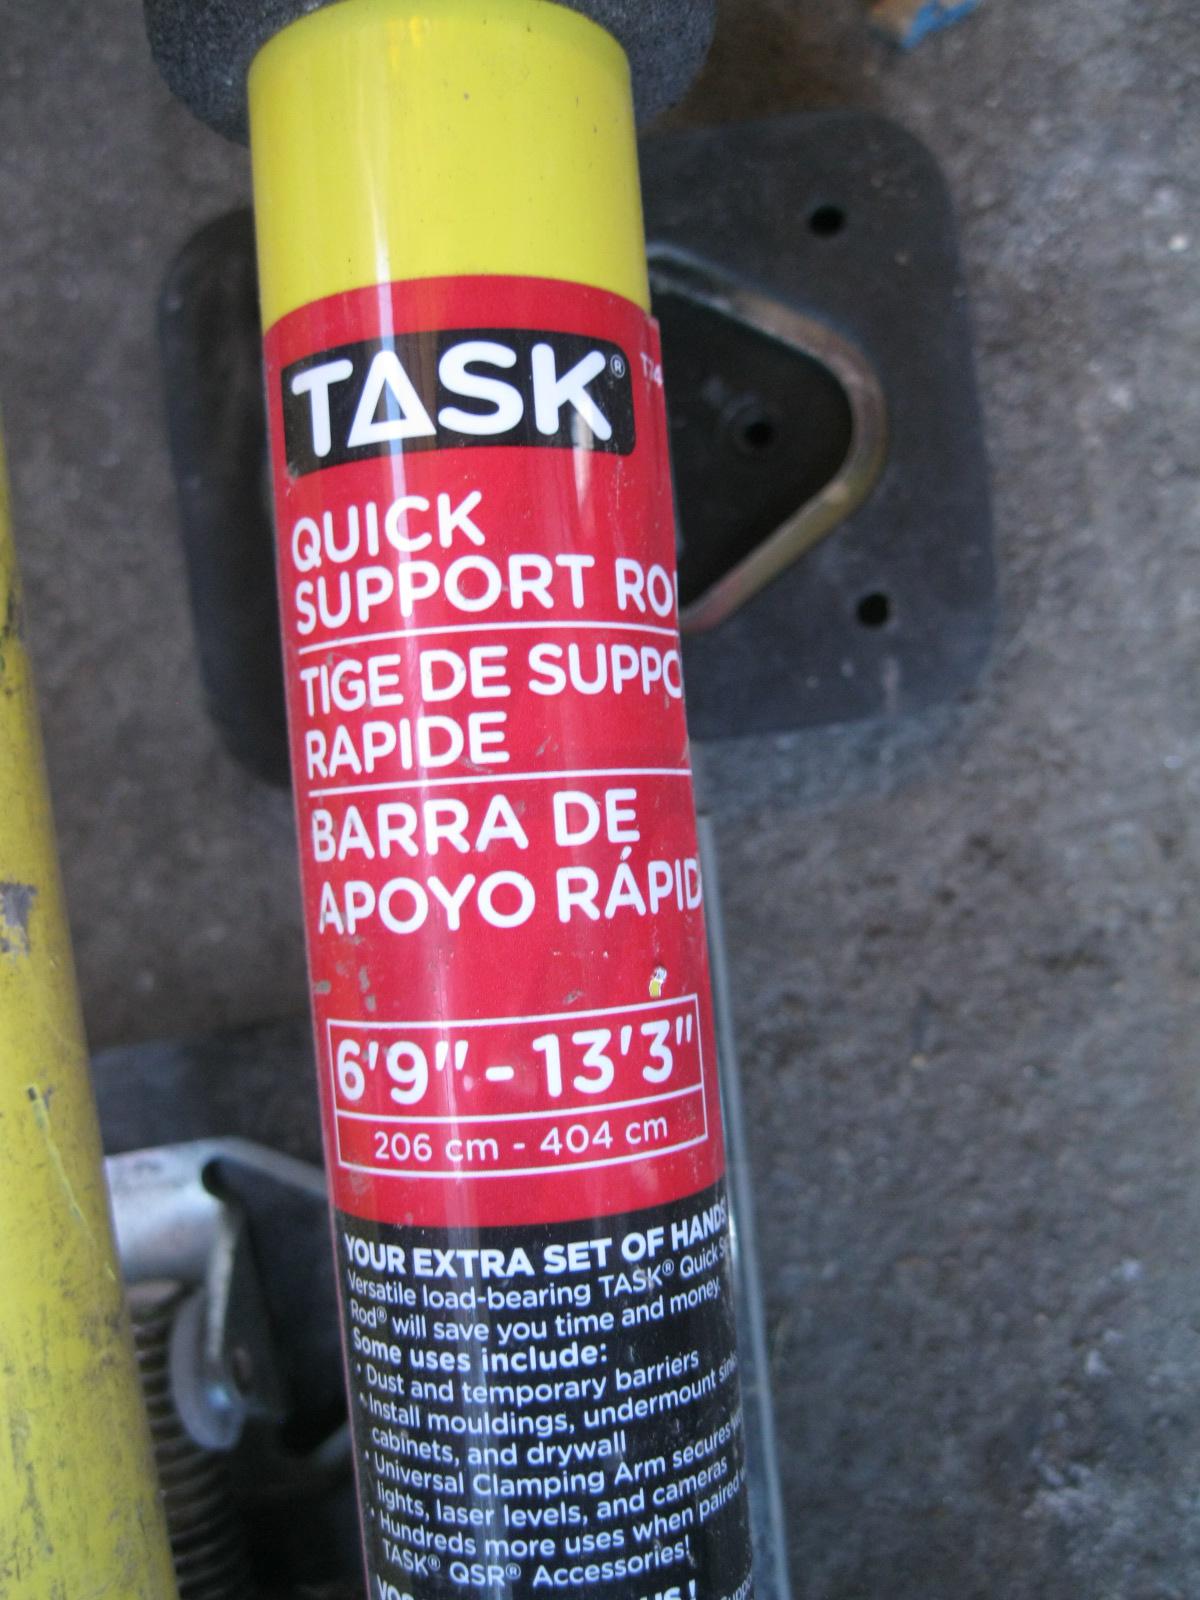 TASK®
QUICK
SUPPORT RO
TIGE DE SUPPO
RAPIDE
BARRA DE
APOYO RÁPID
6'9" - 13'3"
206 cm - 404 cm
YOUR EXTRA SET OF HANDS
Versatile load-bearing TASK® Quick
Rod® will save you time and money.
Some uses include:
• Dust and temporary barriers
• Install mouldings, undermount sink
cabinets, and drywall
• Universal Clamping Arm secures
lights, laser levels, and cameras
• Hundreds more uses when paired
TASK® QSR® Accessories!